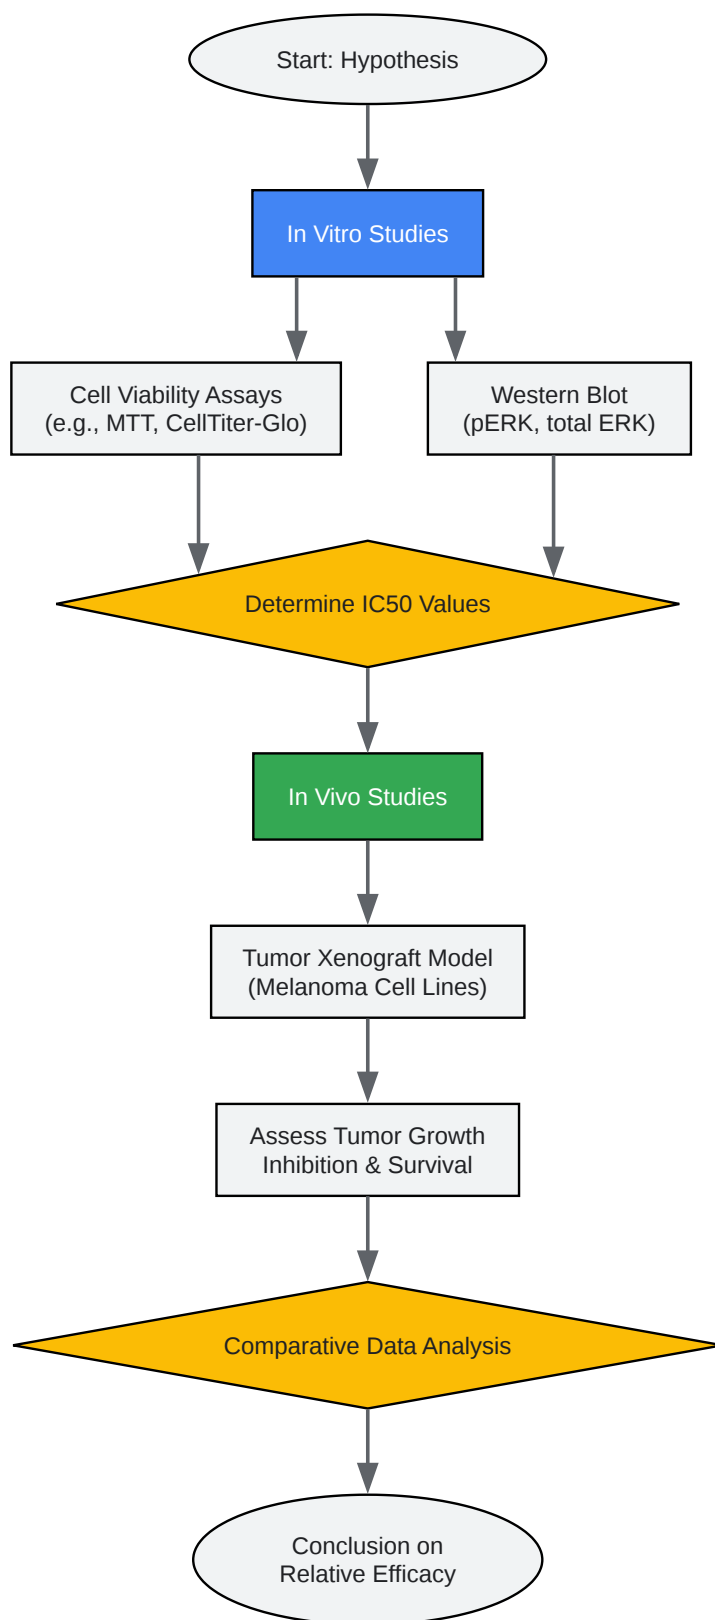 Start: Hypothesis
In Vitro Studies
Cell Viability Assays
(e.g., MTT, CellTiter-Glo)
Western Blot
(pERK, total ERK)
Determine IC50 Values
In Vivo Studies
Tumor Xenograft Model
(Melanoma Cell Lines)
Assess Tumor Growth
Inhibition & Survival
Comparative Data Analysis
Conclusion on
Relative Efficacy